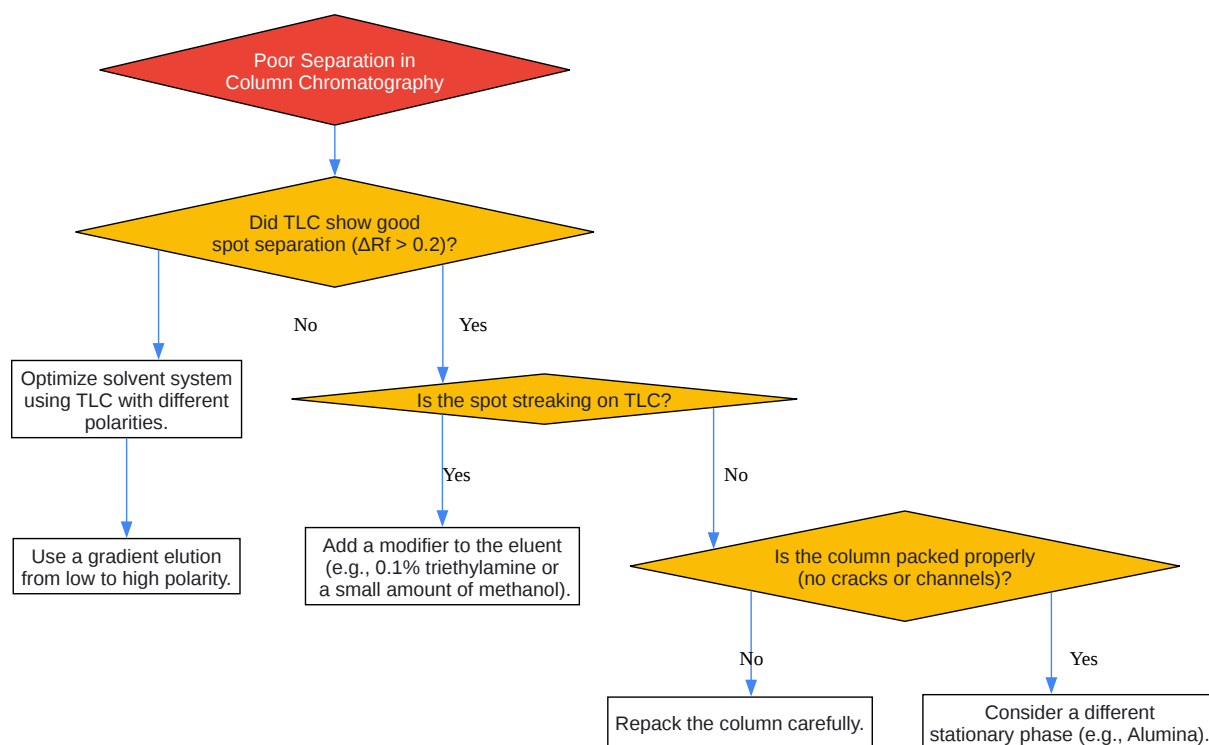 Poor Separation in
Column Chromatography
Did TLC show good
spot separation (ΔRf > 0.2)?
No
Yes
Optimize solvent system
using TLC with different
polarities.
Is the spot streaking on TLC?
Yes
No
Use a gradient elution
from low to high polarity.
Add a modifier to the eluent
(e.g., 0.1% triethylamine or
a small amount of methanol).
Is the column packed properly
(no cracks or channels)?
No
Yes
Repack the column carefully.
Consider a different
stationary phase (e.g., Alumina).